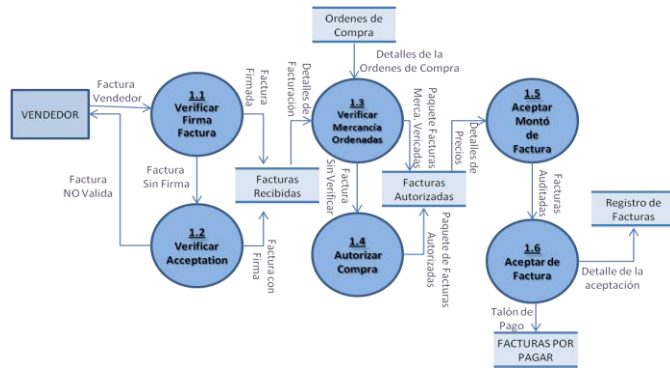 Ordenes de
Compra
Detalles de la
Ordenes de Compra
Factura
Vendedor
VENDEDOR
1.1
Verificar
Firma
Factura
Factura
Firmada
Detalles de
Facturación
1.3
Verificar
Mercancía
Ordenadas
Paquete Facturas
Merca. Vericadas
Detalles de
Precios
1.5
Aceptar
Montó
de
Factura
Factura
NO Valida
Factura
Sin Firma
Facturas
Recibidas
Factura
Sin Verificar
Facturas
Autorizadas
Facturas
Auditadas
Registro de
Facturas
1.2
Verificar
Acceptation
Factura con
Firma
1.4
Autorizar
Compra
Paquete de Facturas
Autorizadas
1.6
Aceptar de
Factura
Detalle de la
aceptación
Talón de
Pago
FACTURAS POR
PAGAR